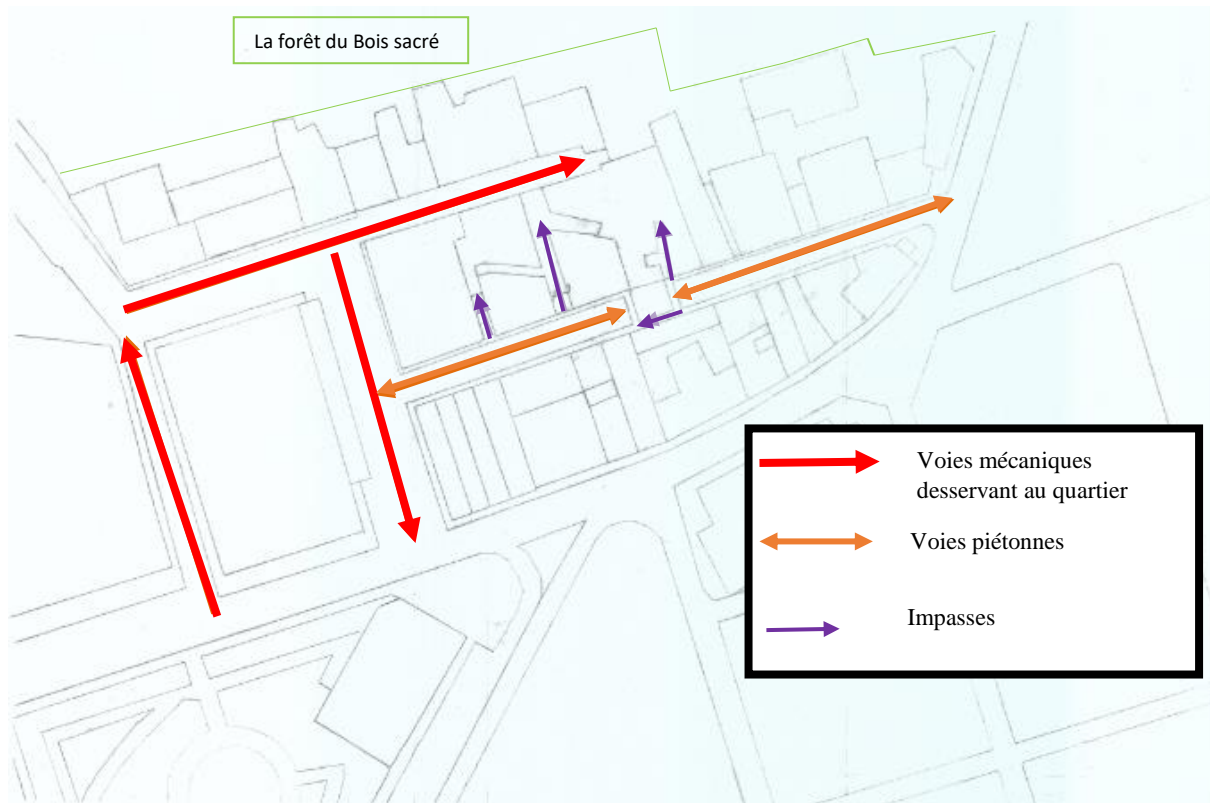 La forêt du Bois sacré
Voies mécaniques
desservant au quartier
Voies piétonnes
Impasses